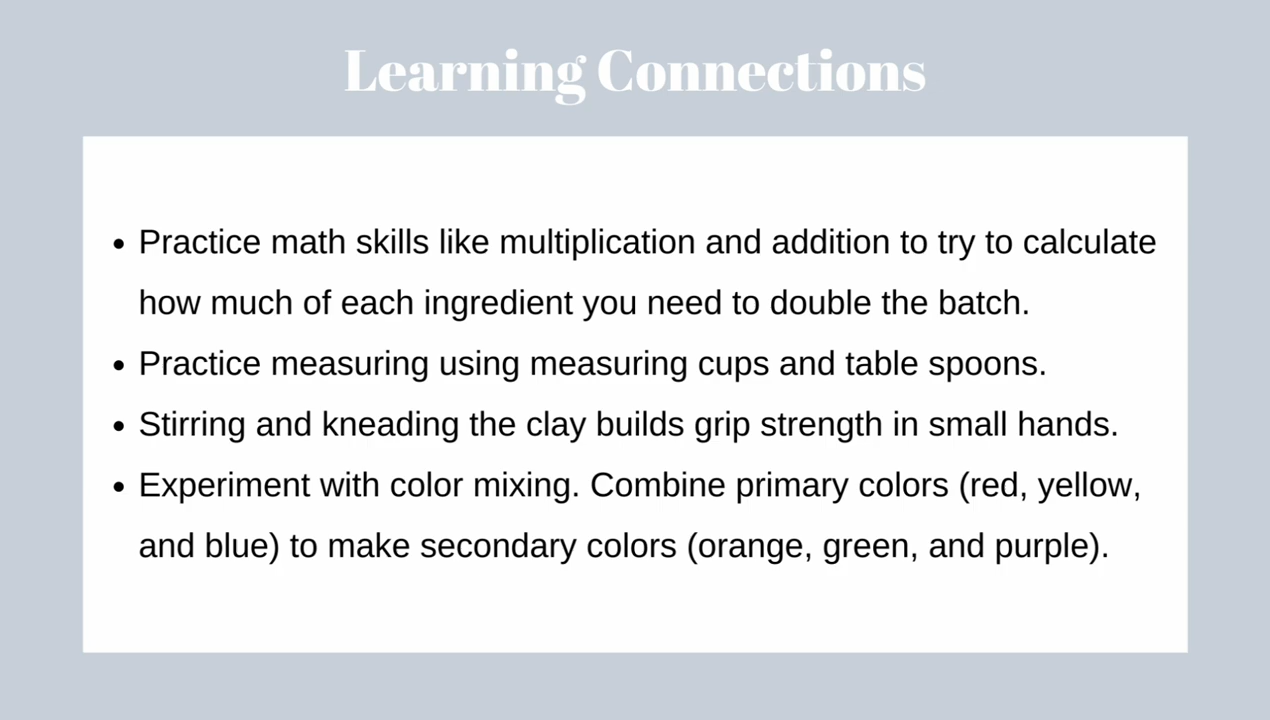 Learning Connections
• Practice math skills like multiplication and addition to try to calculate
how much of each ingredient you need to double the batch.
• Practice measuring using measuring cups and table spoons.
• Stirring and kneading the clay builds grip strength in small hands.
• Experiment with color mixing. Combine primary colors (red, yellow,
and blue) to make secondary colors (orange, green, and purple).